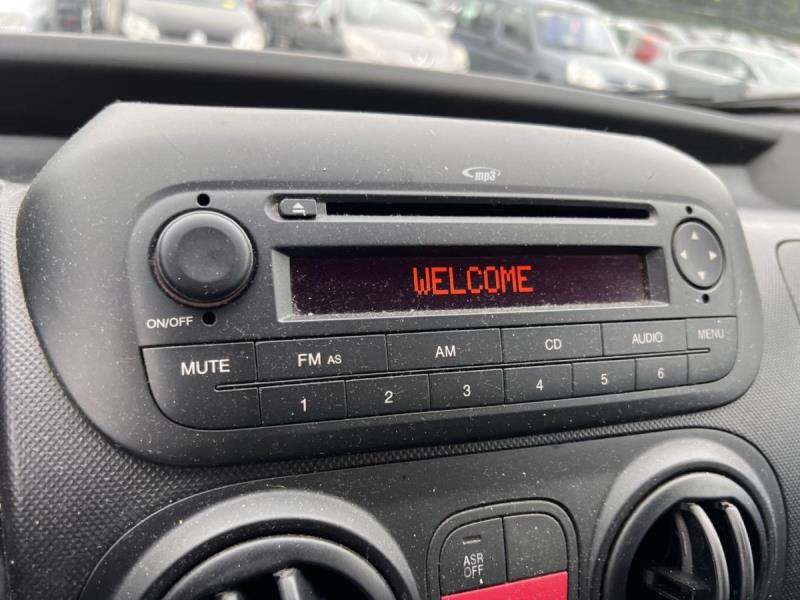 mp3
WELCOME
ON/OFF
MUTE FM AS AM CD AUDIO MENU
1 2 3 4 5 6
ASR
OFF